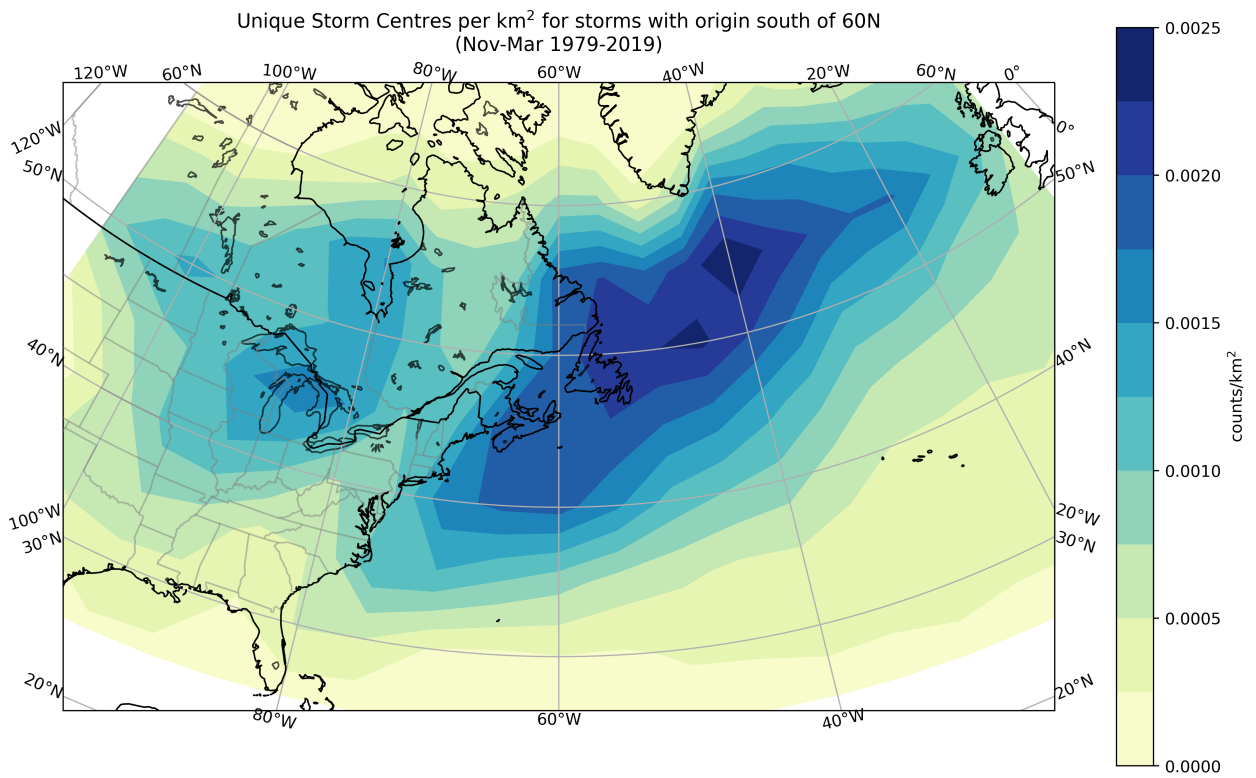 Unique Storm Centres per km² for storms with origin south of 60N
(Nov-Mar 1979-2019)
120°W 60°N 100°W 80°W 60°W 40°W 20°W 60°N 0°
120°W
50°N
40°N
100°W
30°N
20°N
0°
50°N
40°N
20°W
30°N
20°N
80°W 60°W 40°W
0.0025
0.0020
0.0015
0.0010
0.0005
0.0000
counts/km²